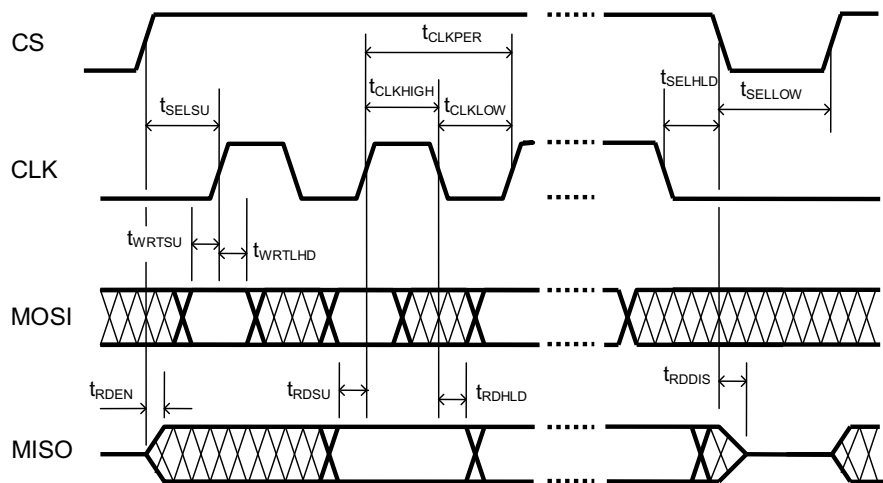 CS
tCLKPER
tSELHLD
tCLKHIGH
tSELSU
tCLKLOW
tSELLOW
CLK
tWRTSU
tWRTLHD
MOSI
tRDEN
tRDSU
tRDHLD
tRDDIS
MISO